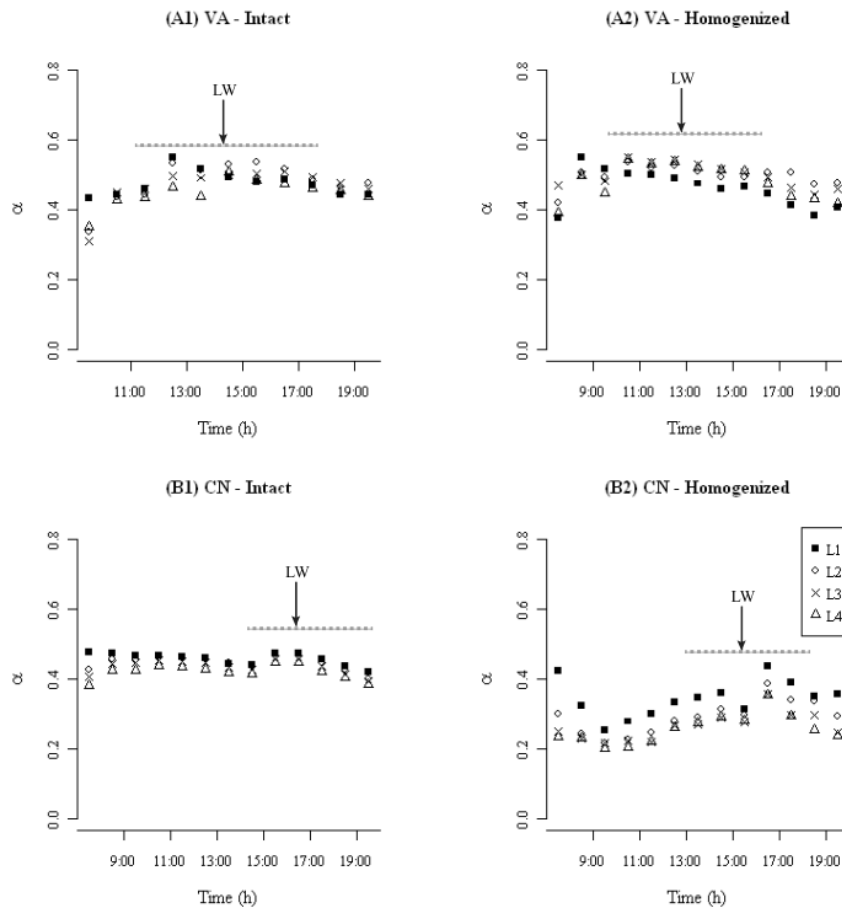 (A1) VA - Intact
0.8
0.6
0.4
0.2
0.0
α
LW
11:00 13:00 15:00 17:00 19:00
Time (h)
(A2) VA - Homogenized
0.8
0.6
0.4
0.2
0.0
α
LW
9:00 11:00 13:00 15:00 17:00 19:00
Time (h)
(B1) CN - Intact
0.8
0.6
0.4
0.2
0.0
α
LW
9:00 11:00 13:00 15:00 17:00 19:00
Time (h)
(B2) CN - Homogenized
0.8
0.6
0.4
0.2
0.0
α
LW
L1
L2
L3
L4
9:00 11:00 13:00 15:00 17:00 19:00
Time (h)